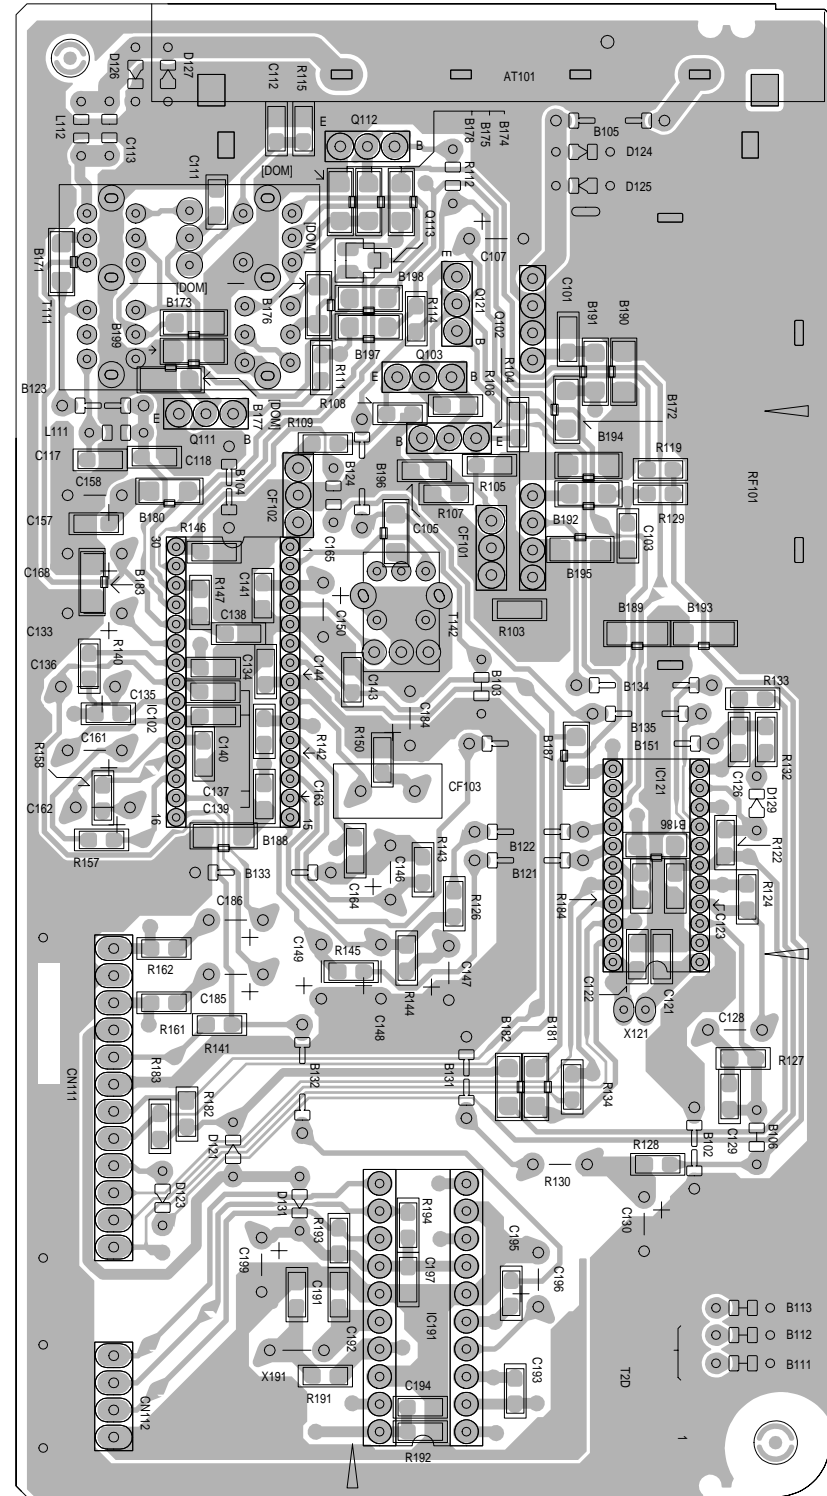 D126
D127
AT101
C112
R115
L112
C113
E
Q112
B
B174
B175
B178
B105
D124
D125
R112
C111
[DOM]
Q113
[DOM]
B171
C107
[DOM]
E
T111
B173
B176
B198
Q121
C101
B191
B190
B199
R114
B
Q102
B197
Q103
R104
R111
E
B
B123
B177
[DOM]
R108
R106
B172
E
Q111
B
L111
R109
B
E
B194
C117
C118
B104
CF102
B124
B196
R105
R119
RF101
C158
R107
B180
R129
C157
R146
C105
CF101
B192
C103
30
1
C165
B195
C168
B183
R147
C141
C150
T142
R103
B189
B193
C133
C138
R140
C136
C134
C144
C143
B103
B134
R133
C135
IC102
C184
B135
C161
R142
R150
B187
B151
R158
C140
IC121
C126
R132
C137
C163
CF103
D129
C162
C139
16
15
R157
B188
B122
B186
R122
R143
B133
C164
C146
B121
R124
C186
R126
R184
C123
C149
R145
R162
C147
R144
C122
C121
C185
C148
X121
C128
R161
R141
B182
B181
R127
CN111
R183
B132
B131
R134
R182
C129
B106
B102
D121
R128
R130
D123
D131
R194
C130
R193
C195
C199
C197
C196
C191
IC191
C192
B113
B112
X191
B111
R191
C193
T2D
CN112
C194
1
R192